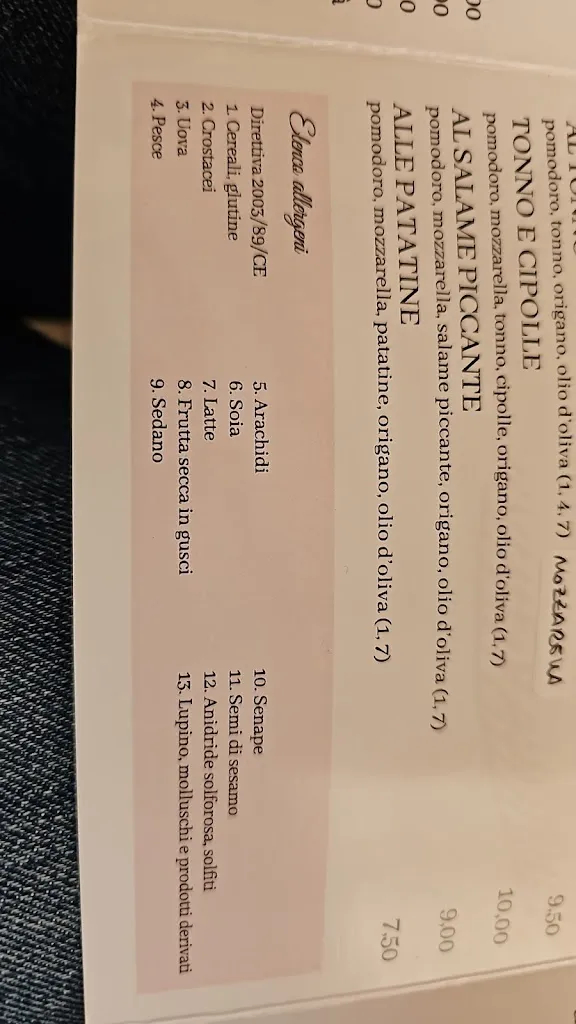 pomodoro, tonno, origano, olio d'oliva (1, 4, 7) MOZZARELLA 9,50
TONNO E CIPOLLE
pomodoro, mozzarella, tonno, cipolle, origano, olio d'oliva (1,7) 10,00
AL SALAME PICCANTE
pomodoro, mozzarella, salame piccante, origano, olio d'oliva (1,7) 9,00
ALLE PATATINE
pomodoro, mozzarella, patatine, origano, olio d'oliva (1,7) 7,50
Elenco allergeni
Direttiva 2003/89/CE
1. Cereali, glutine
2. Crostacei
3. Uova
4. Pesce
5. Arachidi
6. Soia
7. Latte
8. Frutta secca in gusci
9. Sedano
10. Senape
11. Semi di sesamo
12. Anidride solforosa, solfiti
13. Lupino, molluschi e prodotti derivati